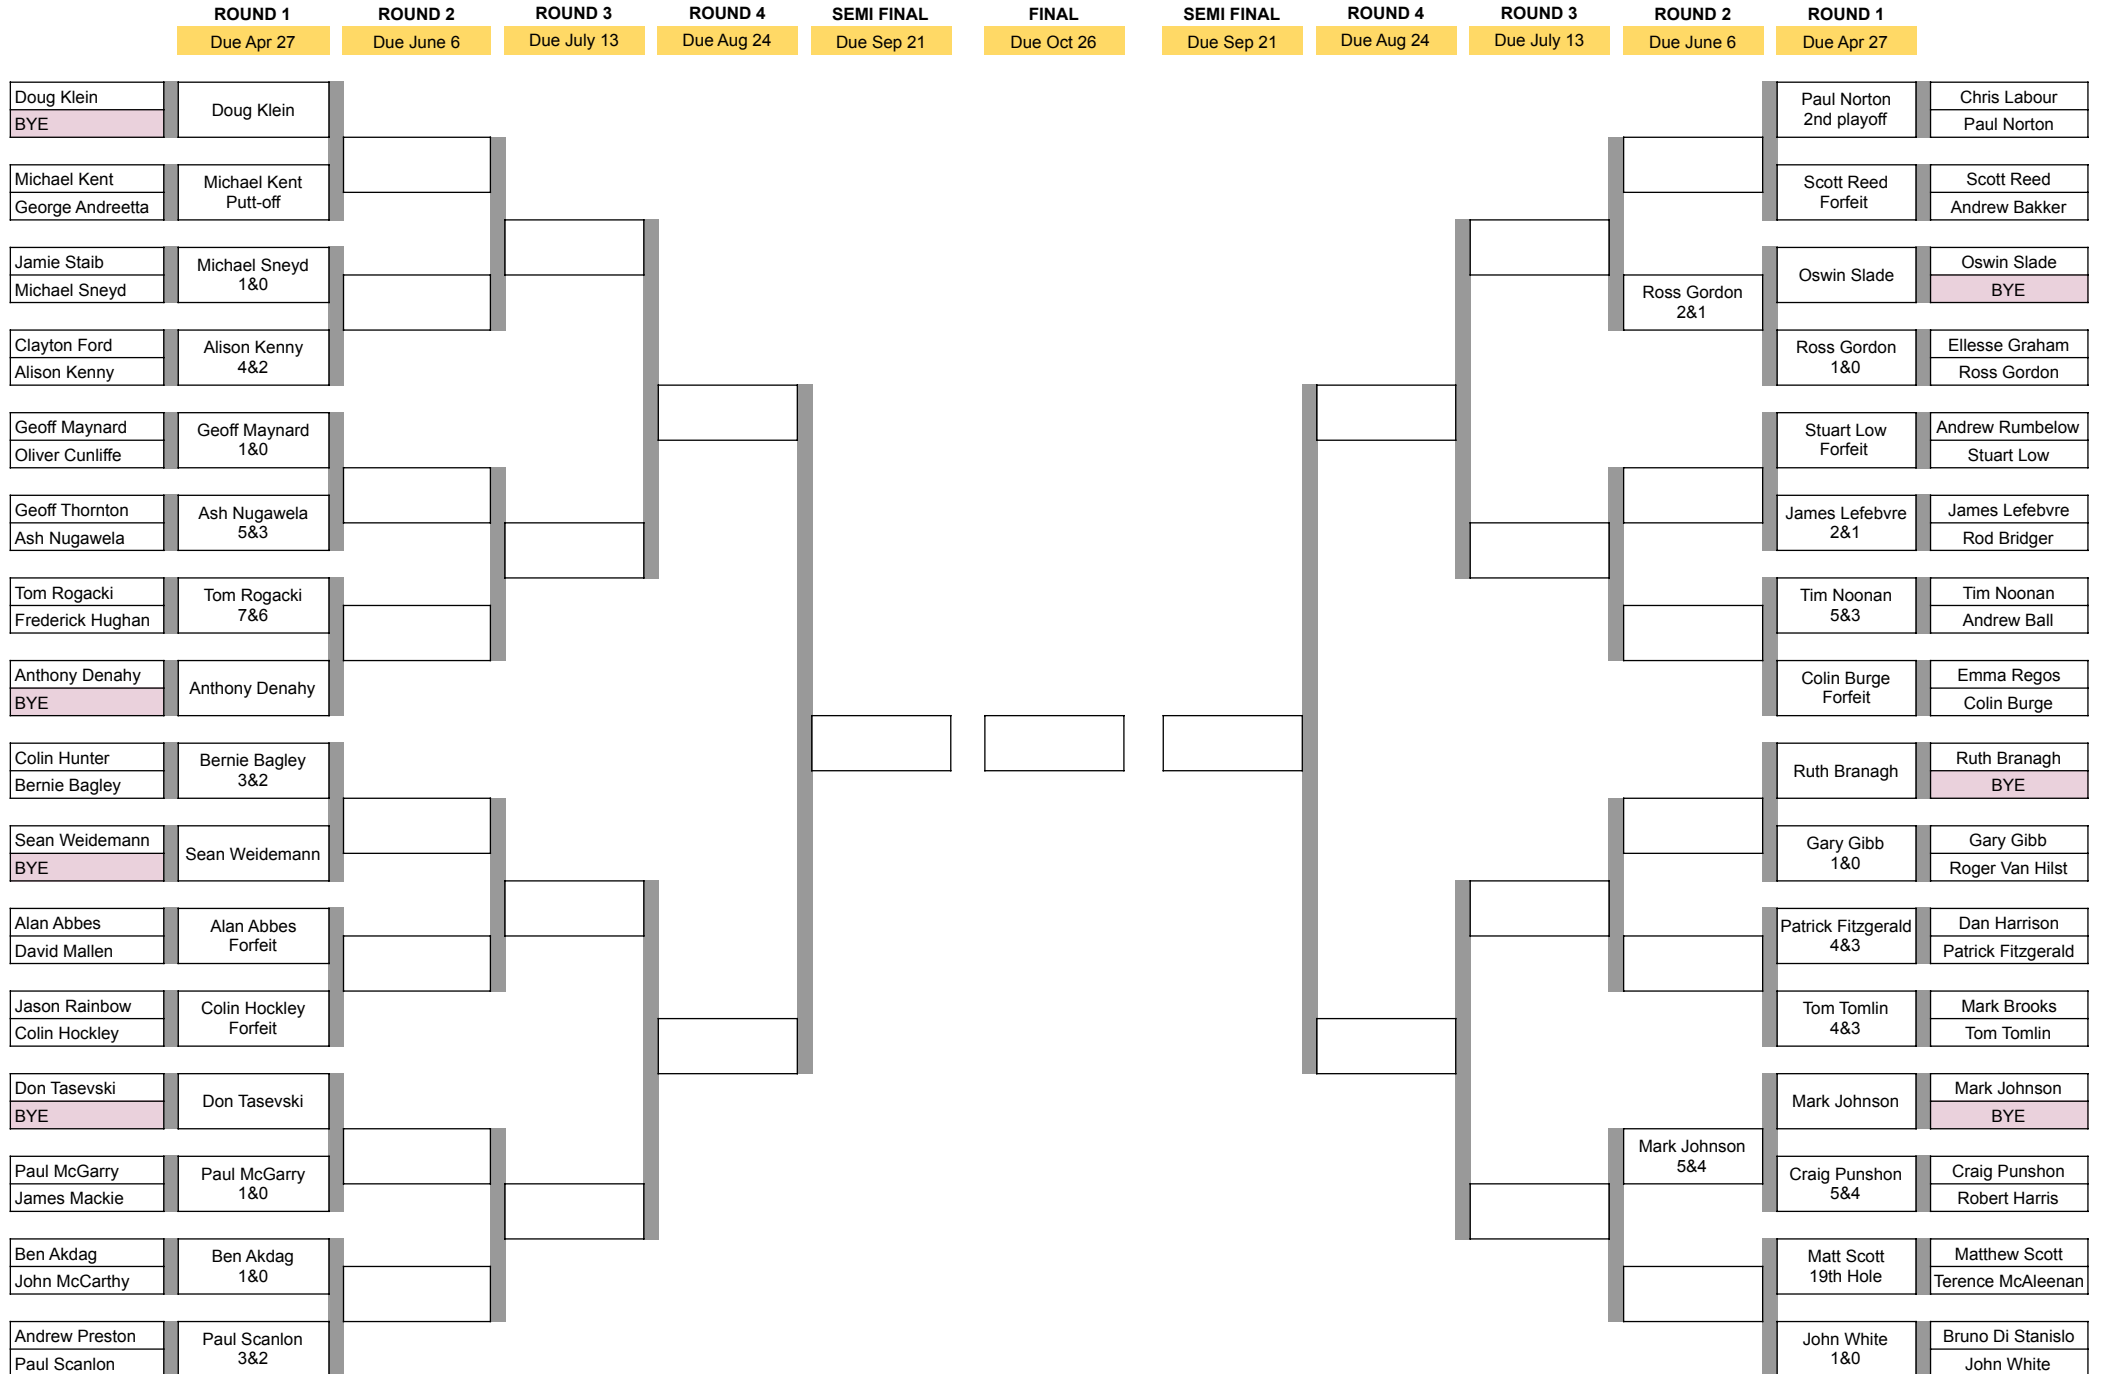 ROUND 1
ROUND 2
ROUND 3
ROUND 4
SEMI FINAL
FINAL
SEMI FINAL
ROUND 4
ROUND 3
ROUND 2
ROUND 1
Due Apr 27
Due June 6
Due July 13
Due Aug 24
Due Sep 21
Due Oct 26
Due Sep 21
Due Aug 24
Due July 13
Due June 6
Due Apr 27
Doug Klein
BYE
Doug Klein
Michael Kent
George Andreetta
Michael Kent
Putt-off
Jamie Staib
Michael Sneyd
Michael Sneyd
1&0
Clayton Ford
Alison Kenny
Alison Kenny
4&2
Geoff Maynard
Oliver Cunliffe
Geoff Maynard
1&0
Geoff Thornton
Ash Nugawela
Ash Nugawela
5&3
Tom Rogacki
Frederick Hughan
Tom Rogacki
7&6
Anthony Denahy
BYE
Anthony Denahy
Colin Hunter
Bernie Bagley
Bernie Bagley
3&2
Sean Weidemann
BYE
Sean Weidemann
Alan Abbes
David Mallen
Alan Abbes
Forfeit
Jason Rainbow
Colin Hockley
Colin Hockley
Forfeit
Don Tasevski
BYE
Don Tasevski
Paul McGarry
James Mackie
Paul McGarry
1&0
Ben Akdag
John McCarthy
Ben Akdag
1&0
Andrew Preston
Paul Scanlon
Paul Scanlon
3&2
Ross Gordon
2&1
Mark Johnson
5&4
Paul Norton
2nd playoff
Chris Labour
Paul Norton
Scott Reed
Forfeit
Scott Reed
Andrew Bakker
Oswin Slade
Oswin Slade
BYE
Ross Gordon
1&0
Ellesse Graham
Ross Gordon
Stuart Low
Forfeit
Andrew Rumbelow
Stuart Low
James Lefebvre
2&1
James Lefebvre
Rod Bridger
Tim Noonan
5&3
Tim Noonan
Andrew Ball
Colin Burge
Forfeit
Emma Regos
Colin Burge
Ruth Branagh
Ruth Branagh
BYE
Gary Gibb
1&0
Gary Gibb
Roger Van Hilst
Patrick Fitzgerald
4&3
Dan Harrison
Patrick Fitzgerald
Tom Tomlin
4&3
Mark Brooks
Tom Tomlin
Mark Johnson
Mark Johnson
BYE
Craig Punshon
5&4
Craig Punshon
Robert Harris
Matt Scott
19th Hole
Matthew Scott
Terence McAleenan
John White
1&0
Bruno Di Stanislo
John White